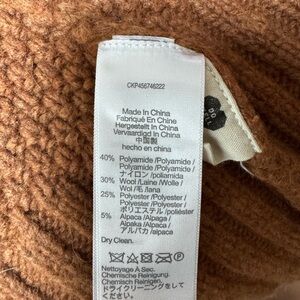 CKP456746222
Made In China
Fabriqué En Chine
Hergestellt In China
Vervaardigd In China
中国製
hecho en china
40% Polyamide/Polyamide/
Polyamide/Polyamide/
ナイロン/poliamida
30% Wool/Laine/Wolle/
Wol/毛/lana
25% Polyester/Polyester/
Polyester/Polyester/
ポリエステル/poliéster
5% Alpaca/Alpaga/
Alpaka/Alpaca/
アルパカ/alpaca
Dry Clean.
Nettoyage À Sec.
Chemische Reinigung.
Chemisch Reinigen.
ドライクリーニングをして
ください。